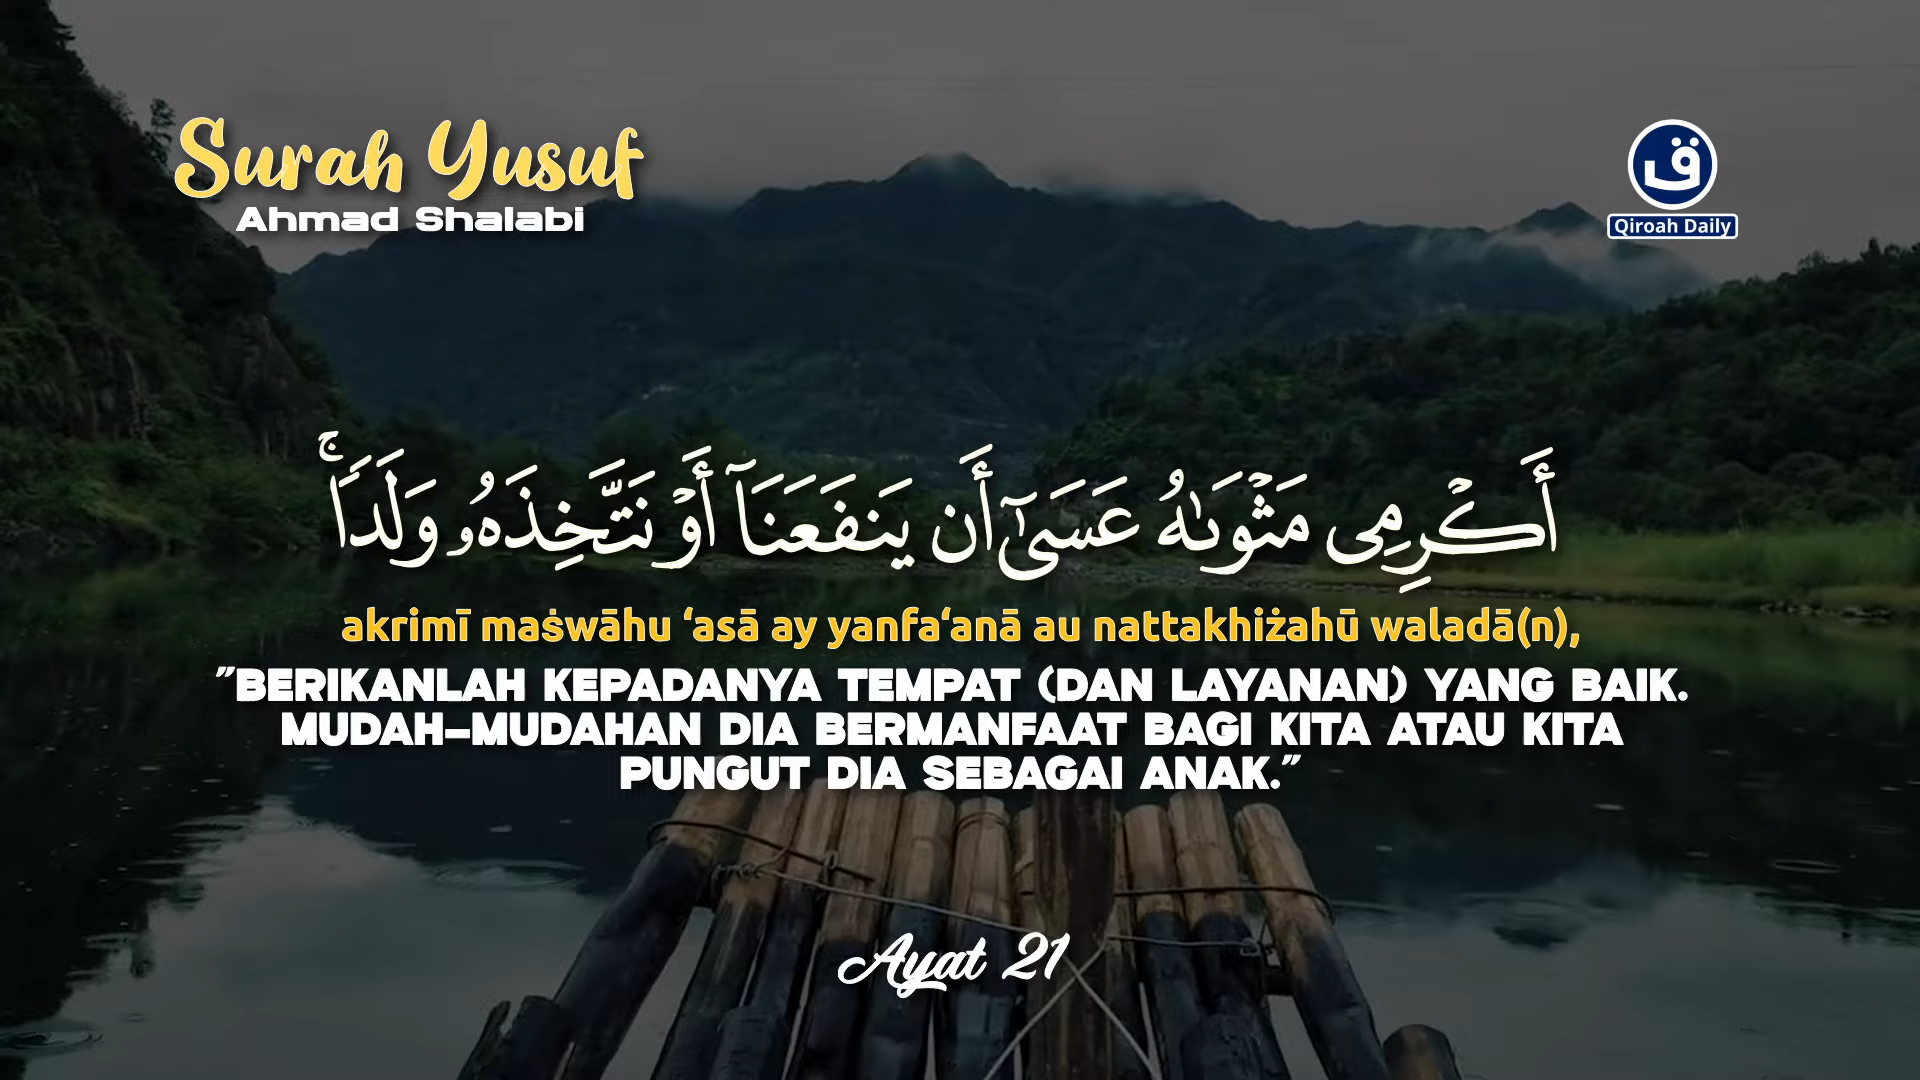 Surah Yusuf
Ahmad Shalabi
ق
Qiroah Daily
أَكۡرِمِى مَثۡوَىٰهُ عَسَىٰٓ أَن يَنفَعَنَآ أَوۡ نَتَّخِذَهُۥ وَلَدًاۚ
akrimī maṡwāhu ‘asā ay yanfa‘anā au nattakhiżahū waladā(n),
"BERIKANLAH KEPADANYA TEMPAT (DAN LAYANAN) YANG BAIK.
MUDAH-MUDAHAN DIA BERMANFAAT BAGI KITA ATAU KITA
PUNGUT DIA SEBAGAI ANAK."
Ayat 21